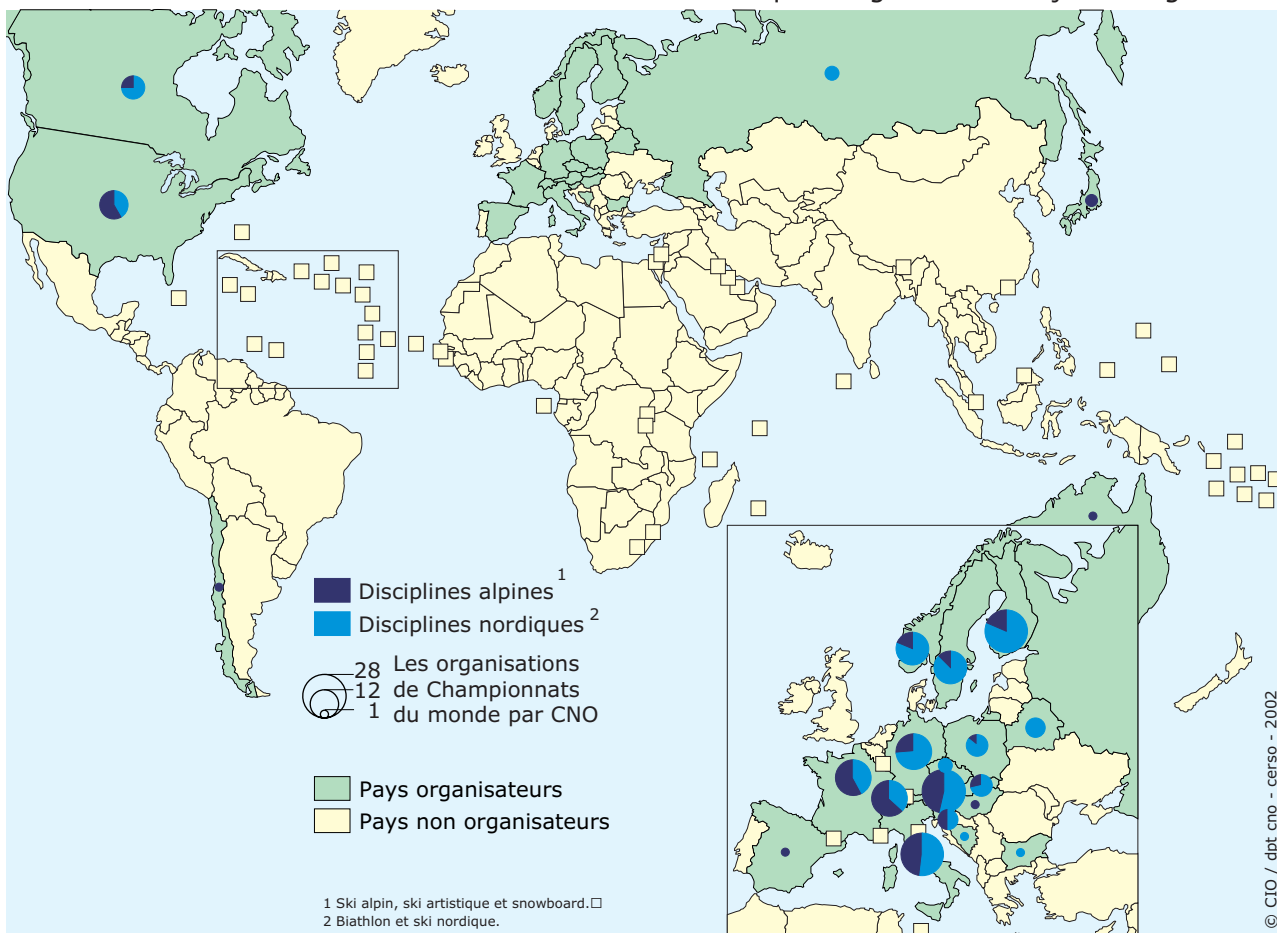 Disciplines alpines 1
Disciplines nordiques 2
28
12
1
Les organisations
de Championnats
du monde par CNO
Pays organisateurs
Pays non organisateurs
1 Ski alpin, ski artistique et snowboard.□
2 Biathlon et ski nordique.
© CIO / dpt cno - cerso - 2002